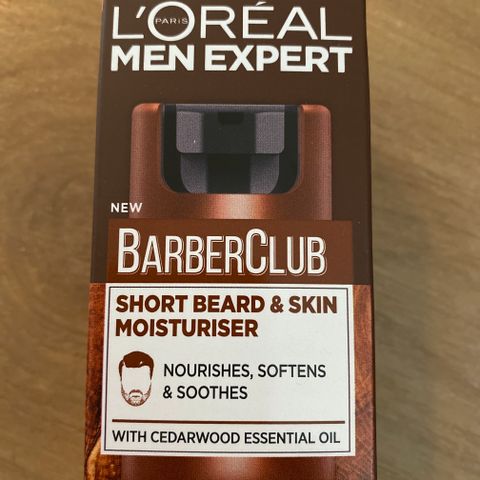 L'ORÉAL
PARIS
MEN EXPERT
NEW
BARBERCLUB
SHORT BEARD & SKIN
MOISTURISER
NOURISHES, SOFTENS
& SOOTHES
WITH CEDARWOOD ESSENTIAL OIL